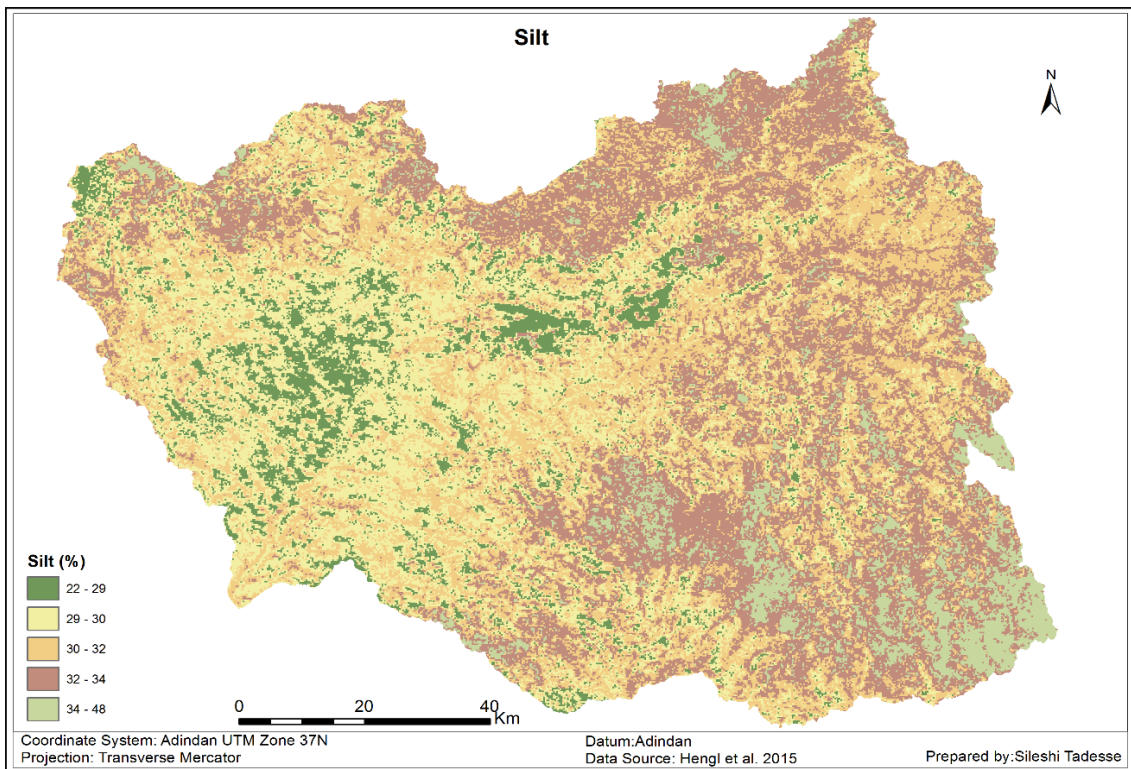 Silt
N
Silt (%)
22 - 29
29 - 30
30 - 32
32 - 34
34 - 48
0 20 40
Km
Coordinate System: Adindan UTM Zone 37N
Projection: Transverse Mercator
Datum:Adindan
Data Source: Hengl et al. 2015
Prepared by:Sileshi Tadesse